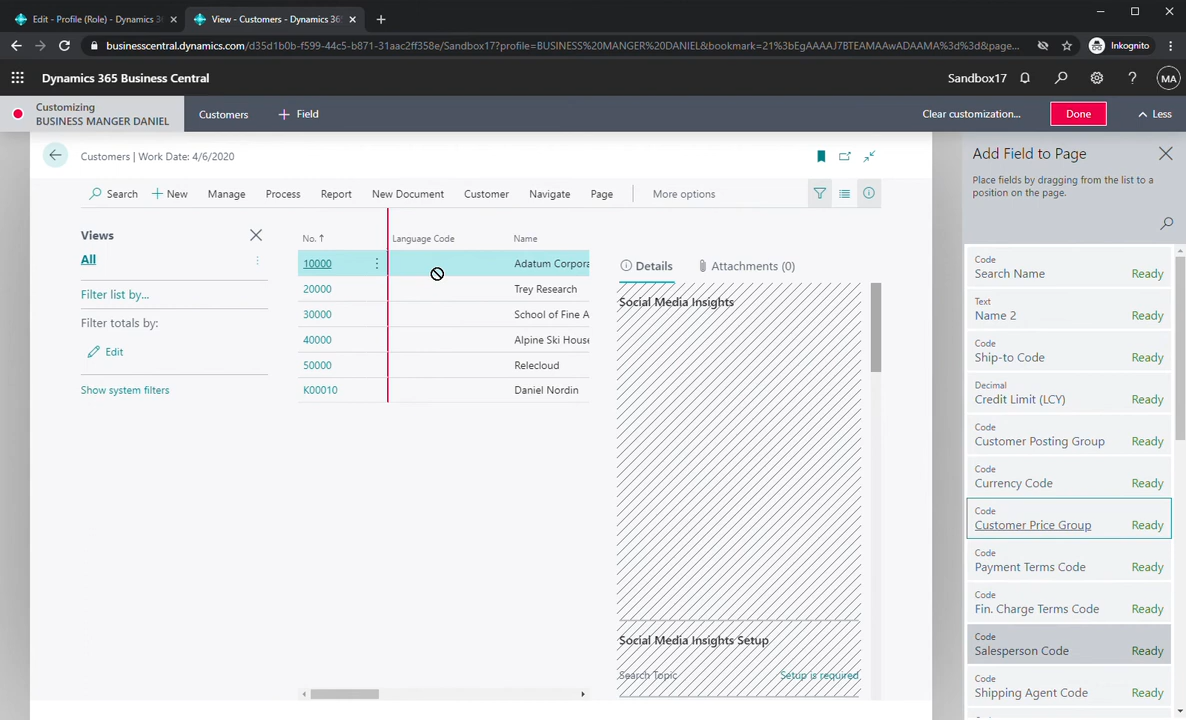 Edit - Profile (Role) - Dynamics 36
View - Customers - Dynamics 365
businesscentral.dynamics.com/d35d1b0b-f599-44c5-b871-31aac2ff358e/Sandbox17?profile=BUSINESS%20MANGER%20DANIEL&bookmark=21%3bEgAAAAJ7BTEAMAAwADAAMA%3d%3d&page...
Inkognito
Dynamics 365 Business Central
Sandbox17
?
MA
Customizing
BUSINESS MANGER DANIEL
Customers
+ Field
Clear customization...
Done
Less
Customers | Work Date: 4/6/2020
Search
+ New
Manage
Process
Report
New Document
Customer
Navigate
Page
More options
Views
All
Filter list by...
Filter totals by:
Edit
Show system filters
No. ↑
Language Code
Name
10000
Adatum Corpora
20000
Trey Research
30000
School of Fine A
40000
Alpine Ski House
50000
Relecloud
K00010
Daniel Nordin
Details
Attachments (0)
Social Media Insights
Social Media Insights Setup
Search Topic
Setup is required
Add Field to Page
Place fields by dragging from the list to a
position on the page.
Code
Search Name Ready
Text
Name 2 Ready
Code
Ship-to Code Ready
Decimal
Credit Limit (LCY) Ready
Code
Customer Posting Group Ready
Code
Currency Code Ready
Code
Customer Price Group Ready
Code
Payment Terms Code Ready
Code
Fin. Charge Terms Code Ready
Code
Salesperson Code Ready
Code
Shipping Agent Code Ready